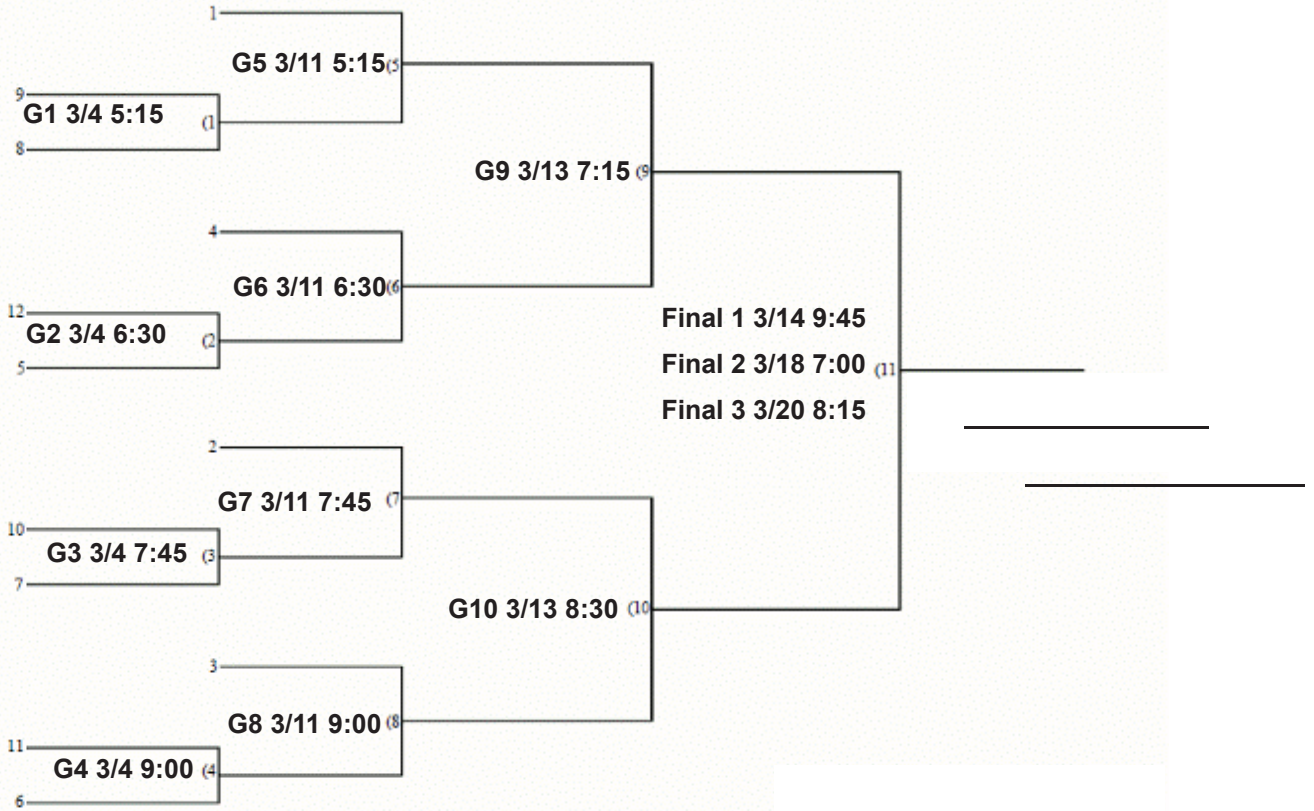 1
G5 3/11 5:15 (5
9
G1 3/4 5:15 (1
8
G9 3/13 7:15 (9
4
G6 3/11 6:30 (6
12
G2 3/4 6:30 (2
5
Final 1 3/14 9:45
Final 2 3/18 7:00 (11
Final 3 3/20 8:15
2
G7 3/11 7:45 (7
10
G3 3/4 7:45 (3
7
G10 3/13 8:30 (10
3
G8 3/11 9:00 (8
11
G4 3/4 9:00 (4
6